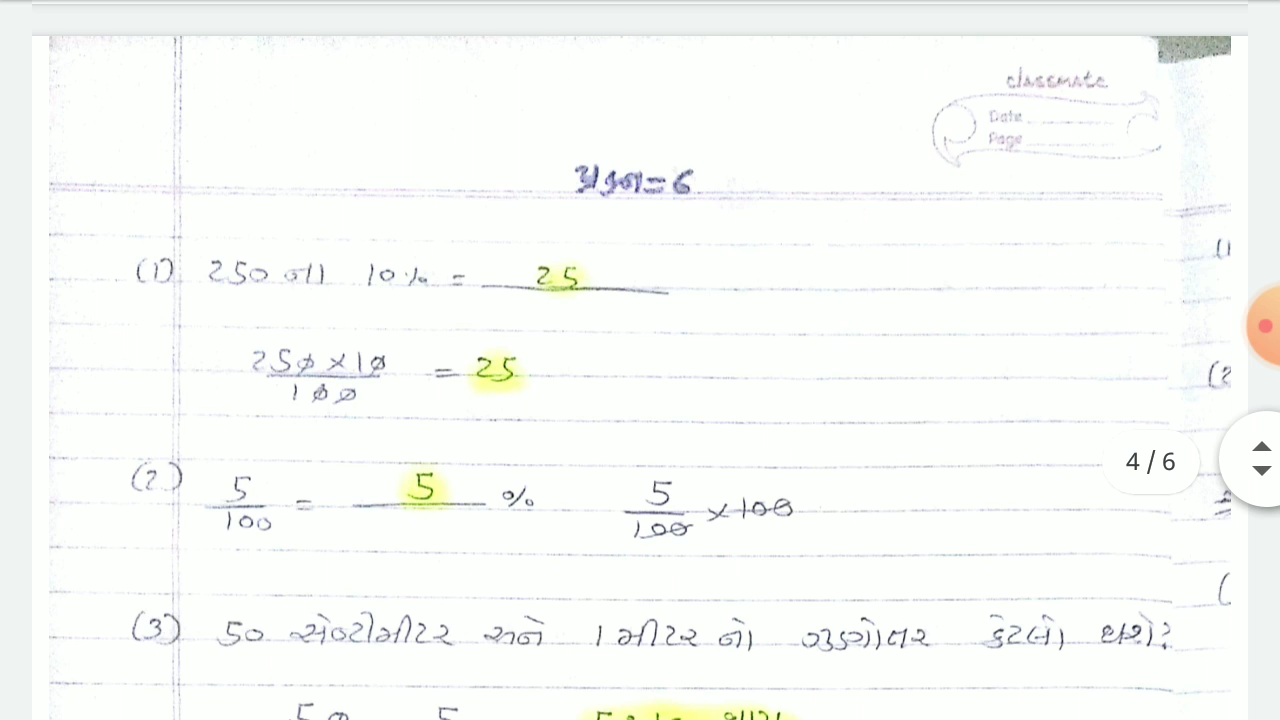 classmate
Date
Page
પ્રકરણ=6
(1) 250 ના 10% = 25
250 × 10 / 100 = 25
(2) 5/100 = 5 % 5/100 × 100
4 / 6
(3) 50 સેન્ટીમીટર અને 1 મીટર નો ગુણોતર કેટલો થશે?